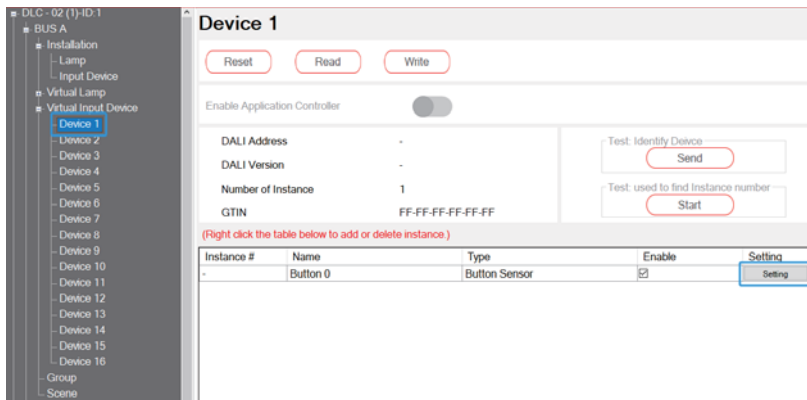 DLC - 02 (1)-ID:1
BUS A
Installation
Lamp
Input Device
Virtual Lamp
Virtual Input Device
Device 1
Device 2
Device 3
Device 4
Device 5
Device 6
Device 7
Device 8
Device 9
Device 10
Device 11
Device 12
Device 13
Device 14
Device 15
Device 16
Group
Scene
Device 1
Reset Read Write
Enable Application Controller
DALI Address -
DALI Version -
Number of Instance 1
GTIN FF-FF-FF-FF-FF-FF
Test: Identify Deivce
Send
Test: used to find Instance number
Start
(Right click the table below to add or delete instance.)
Instance # Name Type Enable Setting
- Button 0 Button Sensor Setting